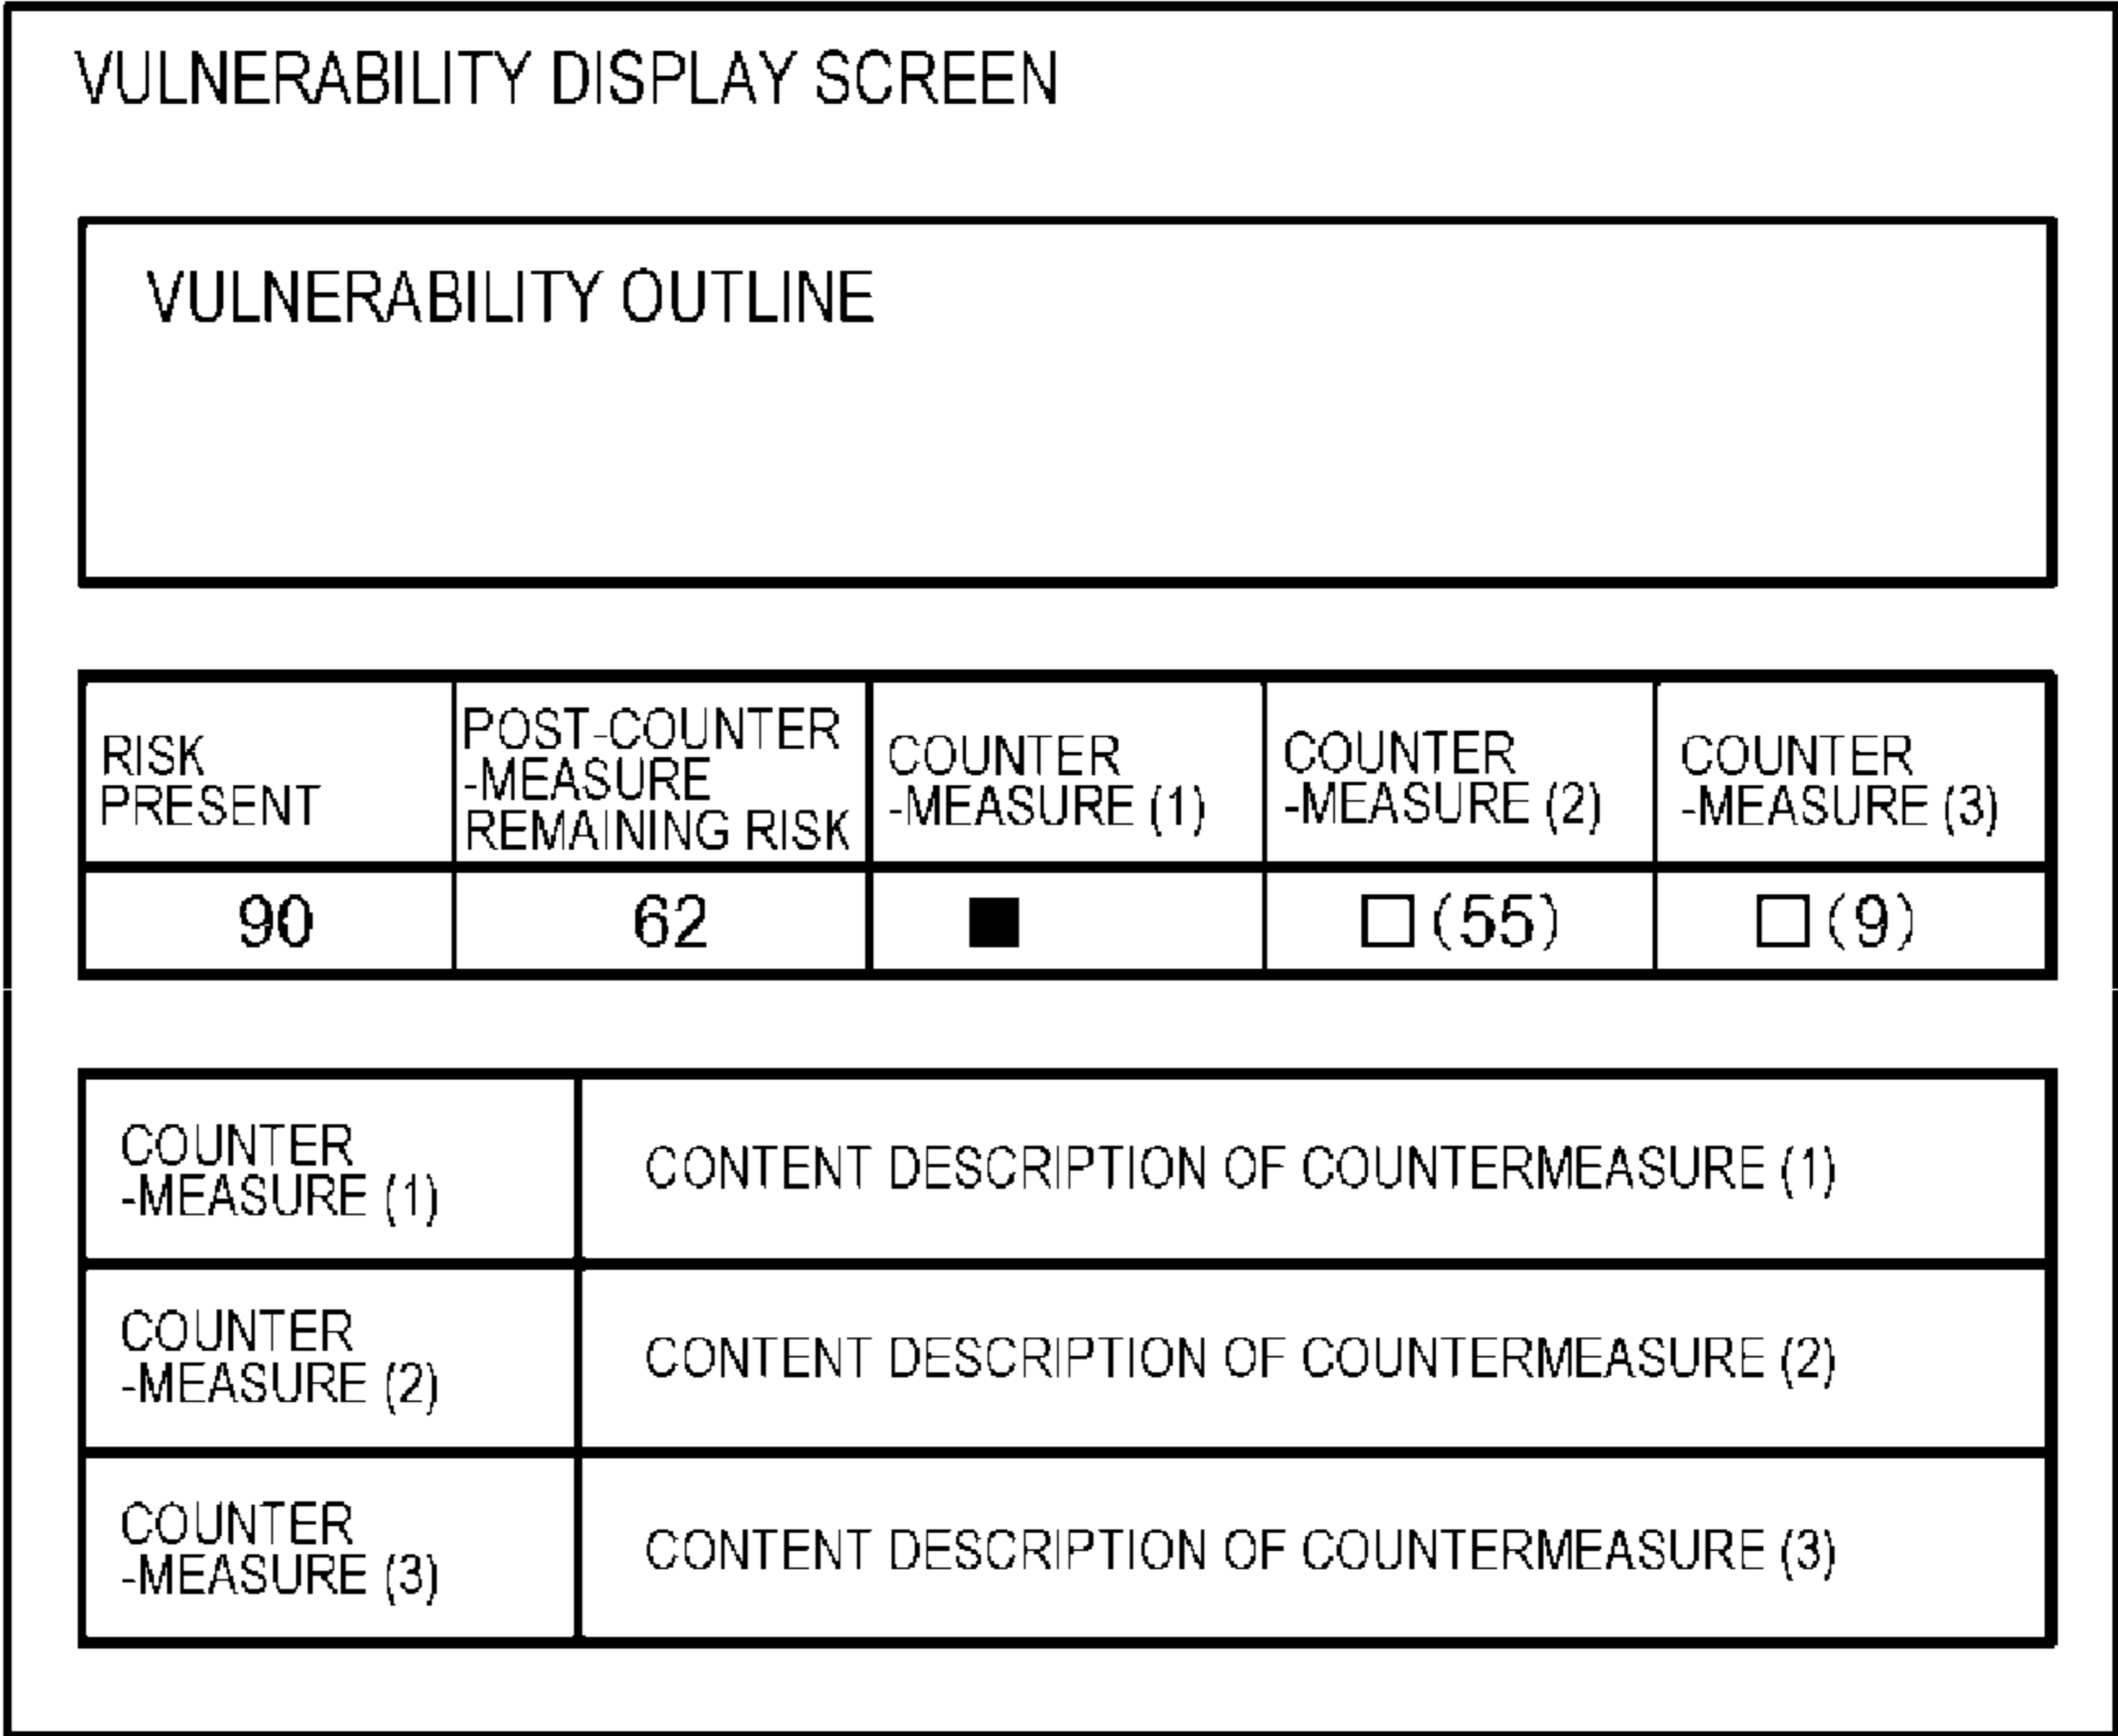 VULNERABILITY DISPLAY SCREEN
VULNERABILITY OUTLINE
RISK
PRESENT
POST-COUNTER
-MEASURE
REMAINING RISK
COUNTER
-MEASURE (1)
COUNTER
-MEASURE (2)
COUNTER
-MEASURE (3)
90
62
■
□(55)
□(9)
COUNTER
-MEASURE (1)
CONTENT DESCRIPTION OF COUNTERMEASURE (1)
COUNTER
-MEASURE (2)
CONTENT DESCRIPTION OF COUNTERMEASURE (2)
COUNTER
-MEASURE (3)
CONTENT DESCRIPTION OF COUNTERMEASURE (3)